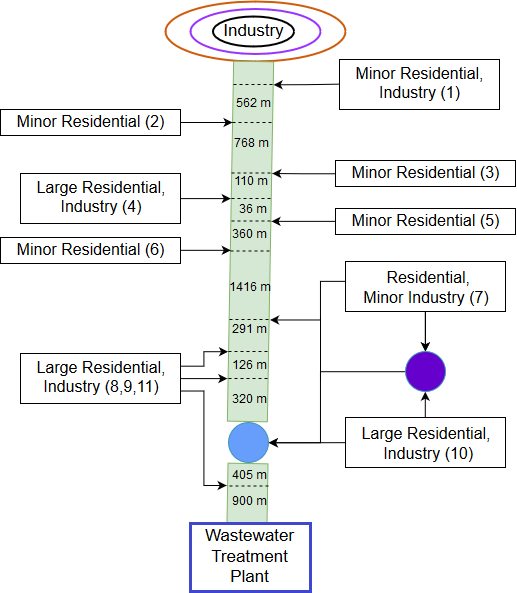 Industry
Minor Residential,
Industry (1)
562 m
Minor Residential (2)
768 m
Minor Residential (3)
110 m
Large Residential,
Industry (4)
36 m
Minor Residential (5)
360 m
Minor Residential (6)
1416 m
Residential,
Minor Industry (7)
291 m
Large Residential,
Industry (8,9,11)
126 m
320 m
Large Residential,
Industry (10)
405 m
900 m
Wastewater
Treatment
Plant